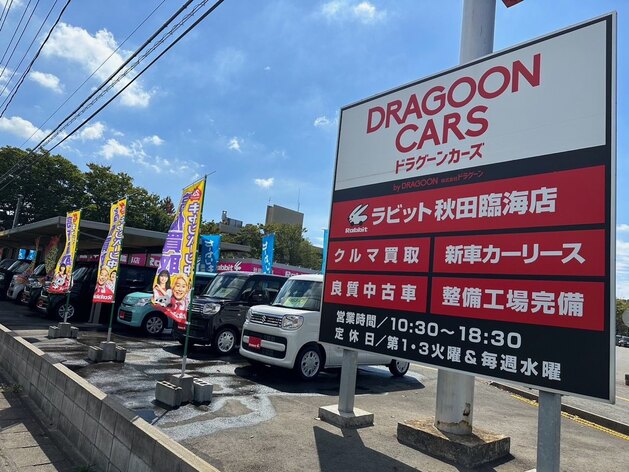 DRAGOON
CARS
ドラグーンカーズ
by DRAGOON 株式会社ドラグーン
Rabbit ラビット 秋田臨海店
クルマ買取 新車カーリース
良質中古車 整備工場完備
営業時間/10:30～18:30
定休日/第1・3火曜&毎週水曜
買取
Rabbit